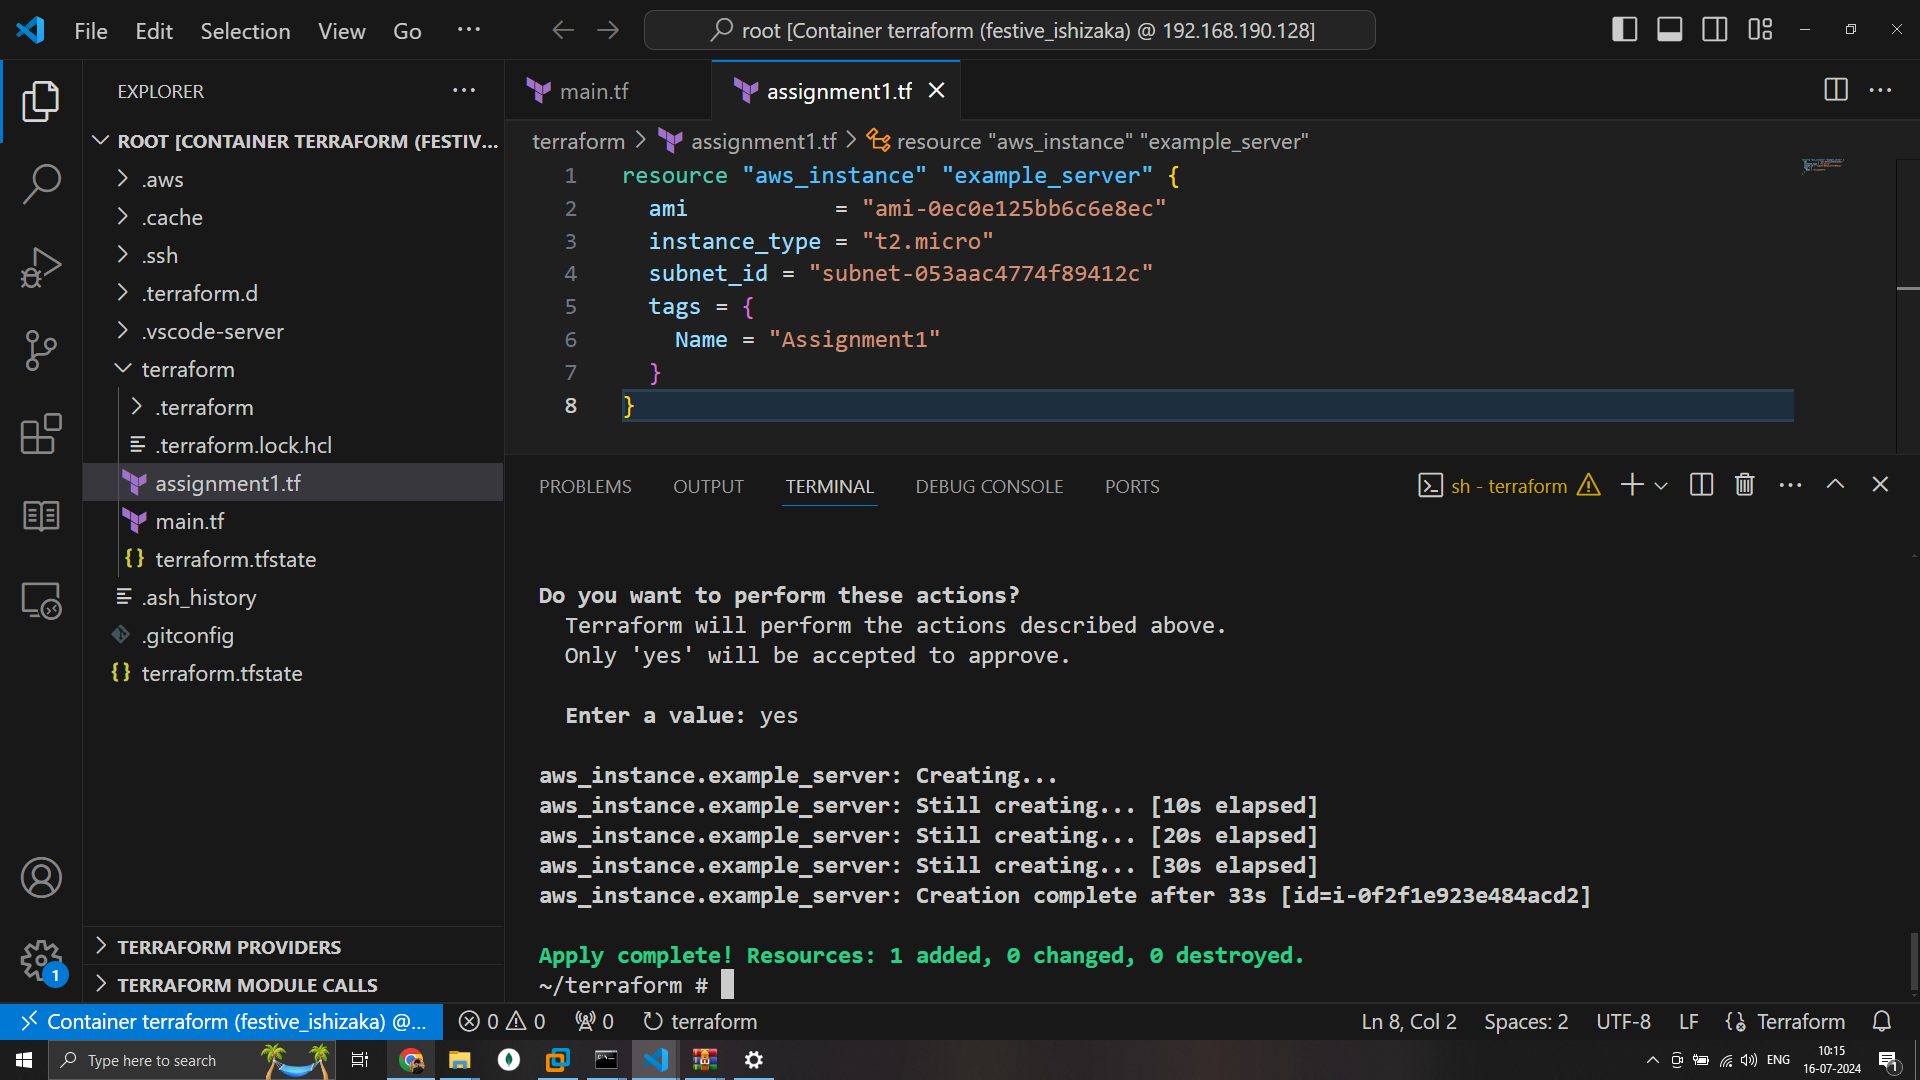 File Edit Selection View Go ···
root [Container terraform (festive_ishizaka) @ 192.168.190.128]
EXPLORER
ROOT [CONTAINER TERRAFORM (FESTIV...
.aws
.cache
.ssh
.terraform.d
.vscode-server
terraform
.terraform
.terraform.lock.hcl
assignment1.tf
main.tf
terraform.tfstate
.ash_history
.gitconfig
terraform.tfstate
TERRAFORM PROVIDERS
TERRAFORM MODULE CALLS
1
main.tf assignment1.tf
terraform > assignment1.tf > resource "aws_instance" "example_server"
1 resource "aws_instance" "example_server" {
2 ami = "ami-0ec0e125bb6c6e8ec"
3 instance_type = "t2.micro"
4 subnet_id = "subnet-053aac4774f89412c"
5 tags = {
6 Name = "Assignment1"
7 }
8 }
PROBLEMS OUTPUT TERMINAL DEBUG CONSOLE PORTS
sh - terraform
Do you want to perform these actions?
Terraform will perform the actions described above.
Only 'yes' will be accepted to approve.
Enter a value: yes
aws_instance.example_server: Creating...
aws_instance.example_server: Still creating... [10s elapsed]
aws_instance.example_server: Still creating... [20s elapsed]
aws_instance.example_server: Still creating... [30s elapsed]
aws_instance.example_server: Creation complete after 33s [id=i-0f2f1e923e484acd2]
Apply complete! Resources: 1 added, 0 changed, 0 destroyed.
~/terraform #
Container terraform (festive_ishizaka) @... 0 0 0 terraform Ln 8, Col 2 Spaces: 2 UTF-8 LF Terraform
Type here to search
ENG
10:15
16-07-2024
1